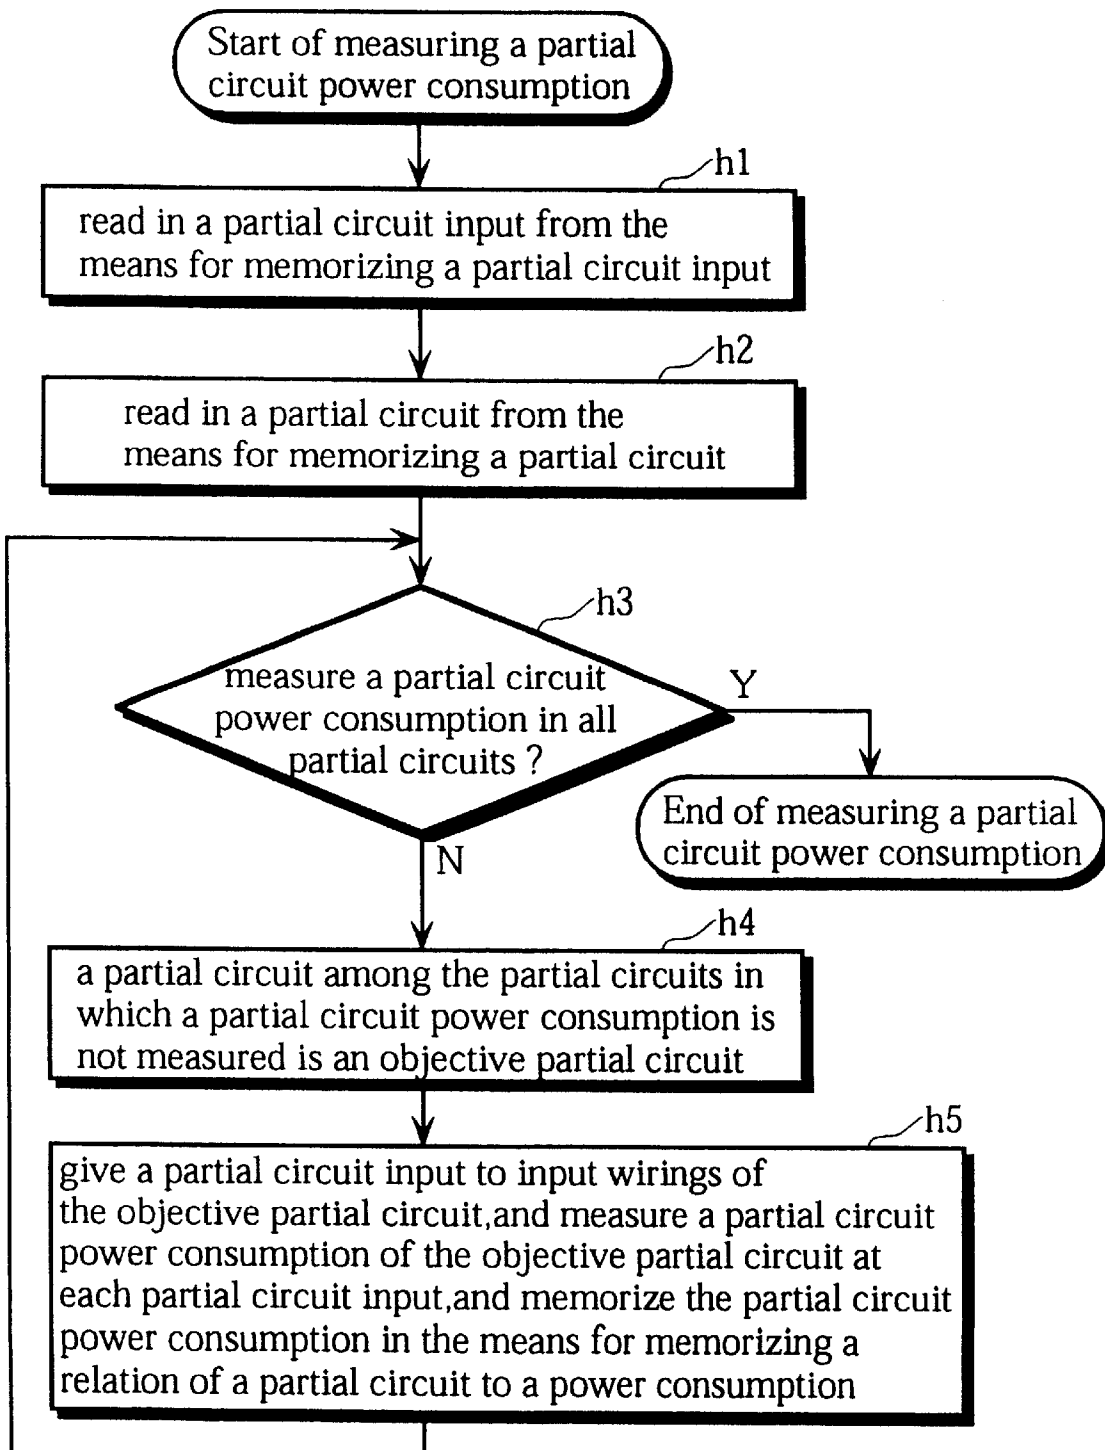 Start of measuring a partial
circuit power consumption
h1
read in a partial circuit input from the
means for memorizing a partial circuit input
h2
read in a partial circuit from the
means for memorizing a partial circuit
h3
measure a partial circuit
power consumption in all
partial circuits ?
Y
End of measuring a partial
circuit power consumption
N
h4
a partial circuit among the partial circuits in
which a partial circuit power consumption is
not measured is an objective partial circuit
h5
give a partial circuit input to input wirings of
the objective partial circuit,and measure a partial circuit
power consumption of the objective partial circuit at
each partial circuit input,and memorize the partial circuit
power consumption in the means for memorizing a
relation of a partial circuit to a power consumption